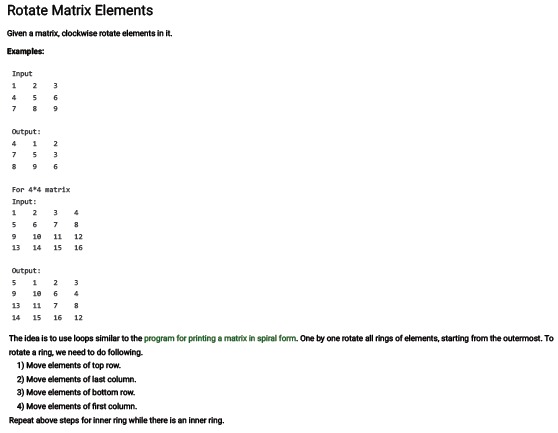 Rotate Matrix Elements
Given a matrix, clockwise rotate elements in it.
Examples:
Input
1 2 3
4 5 6
7 8 9
Output:
4 1 2
7 5 3
8 9 6
For 4*4 matrix
Input:
1 2 3 4
5 6 7 8
9 10 11 12
13 14 15 16
Output:
5 1 2 3
9 10 6 4
13 11 7 8
14 15 16 12
The idea is to use loops similar to the program for printing a matrix in spiral form. One by one rotate all rings of elements, starting from the outermost. To
rotate a ring, we need to do following.
1) Move elements of top row.
2) Move elements of last column.
3) Move elements of bottom row.
4) Move elements of first column.
Repeat above steps for inner ring while there is an inner ring.